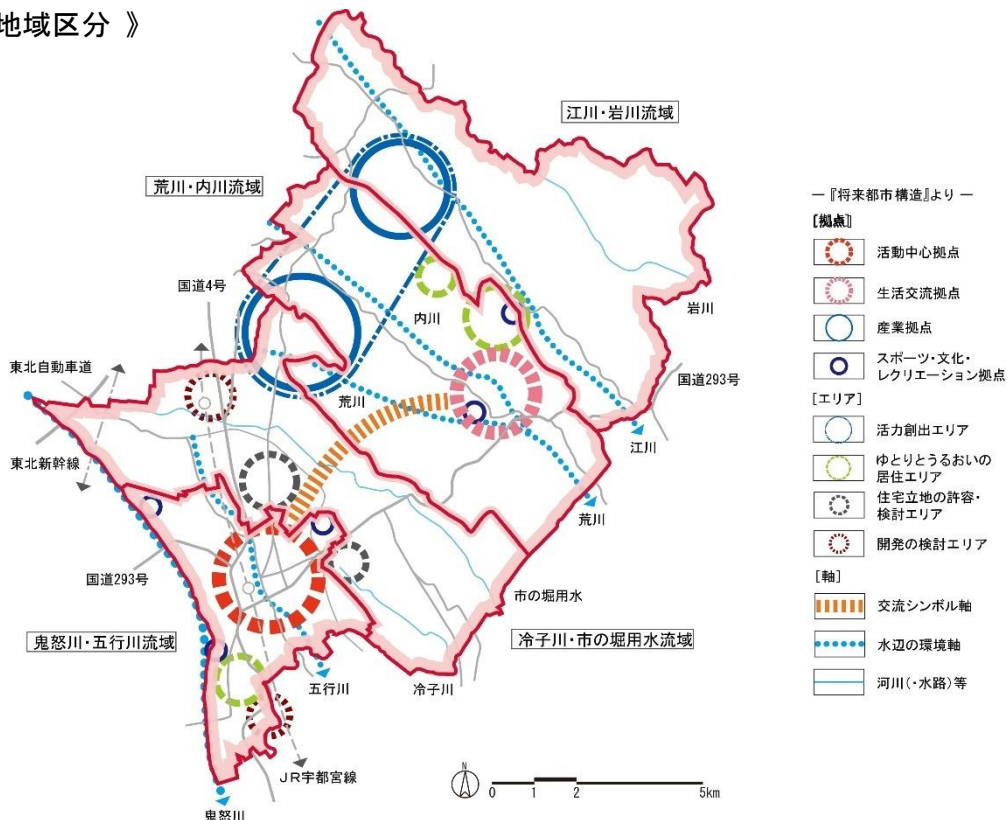 地域区分 》
江川・岩川流域
荒川・内川流域
国道4号
東北自動車道
東北新幹線
内川
荒川
岩川
国道293号
江川
荒川
国道293号
市の堀用水
鬼怒川・五行川流域
冷子川・市の堀用水流域
五行川
冷子川
JR宇都宮線
鬼怒川
N
0 1 2 5km
― 『将来都市構造』より ―
[拠点]
活動中心拠点
生活交流拠点
産業拠点
スポーツ・文化・
レクリエーション拠点
[エリア]
活力創出エリア
ゆとりとうるおいの
居住エリア
住宅立地の許容・
検討エリア
開発の検討エリア
[軸]
交流シンボル軸
水辺の環境軸
河川(・水路)等